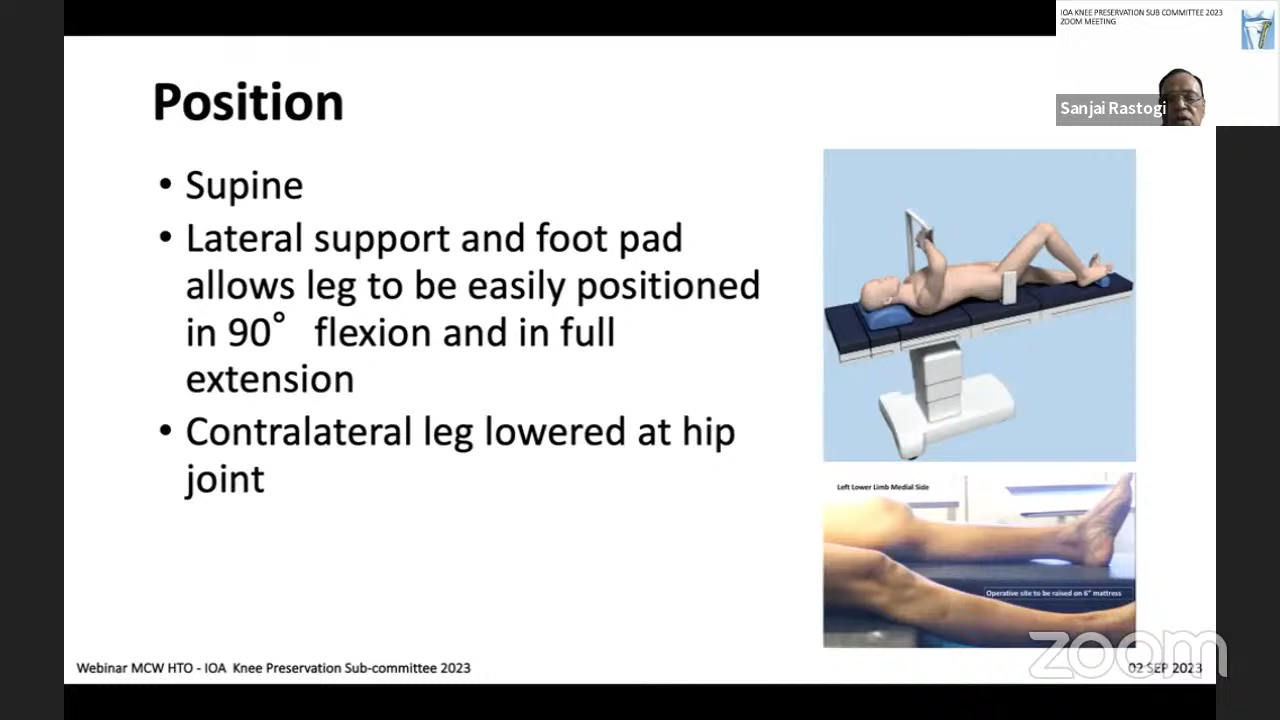 IOA KNEE PRESERVATION SUB COMMITTEE 2023
ZOOM MEETING
Sanjai Rastogi
Position
• Supine
• Lateral support and foot pad
allows leg to be easily positioned
in 90° flexion and in full
extension
• Contralateral leg lowered at hip
joint
Left Lower Limb Medial Side
Operative site to be raised on 6" mattress
zoom
Webinar MCW HTO - IOA Knee Preservation Sub-committee 2023
02 SEP 2023